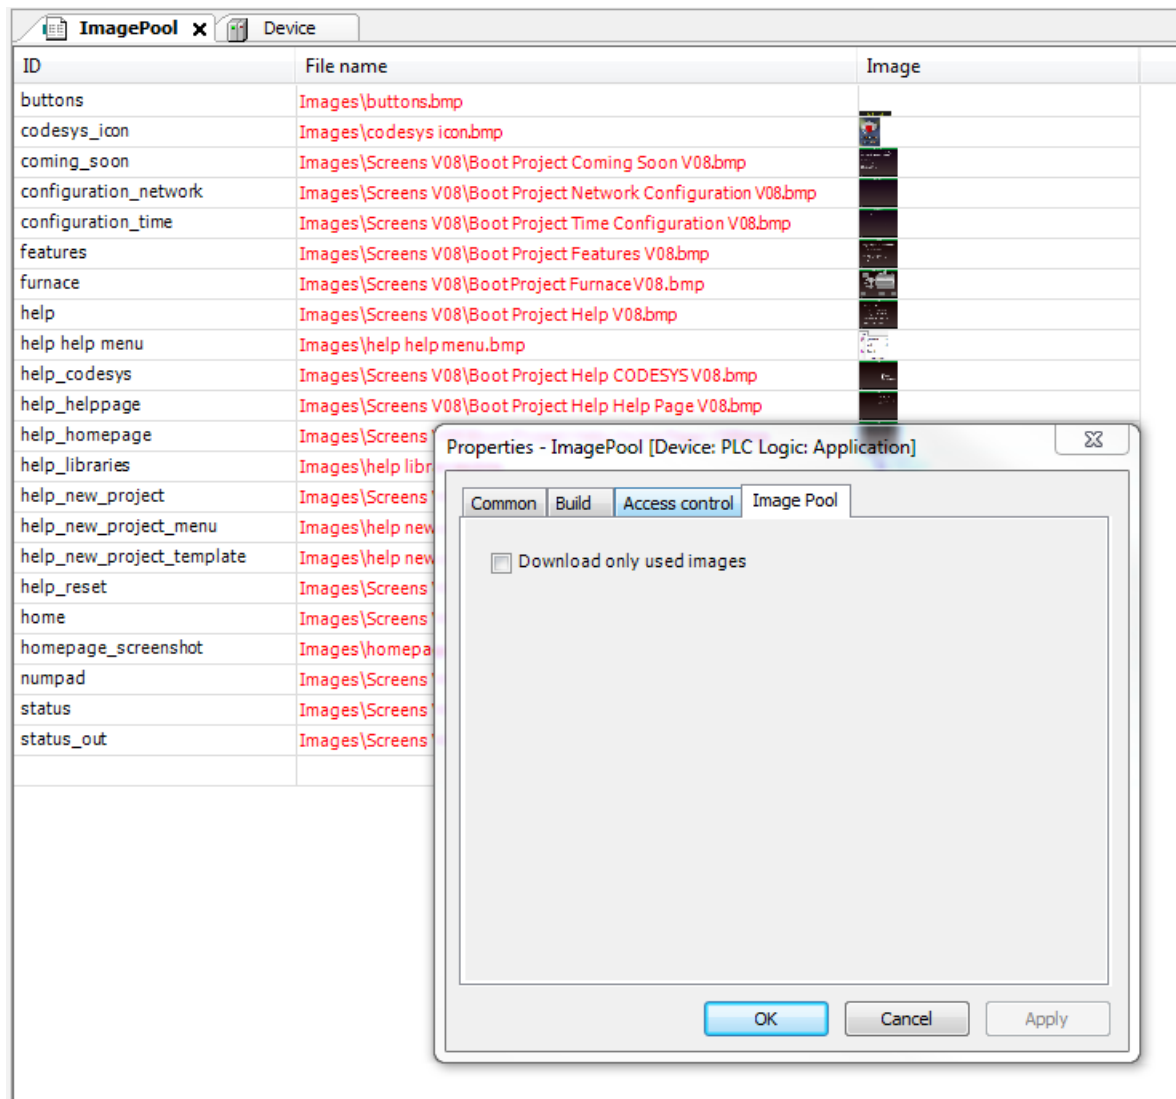 ImagePool Device
ID File name Image
buttons Images\buttons.bmp
codesys_icon Images\codesys icon.bmp
coming_soon Images\Screens V08\Boot Project Coming Soon V08.bmp
configuration_network Images\Screens V08\Boot Project Network Configuration V08.bmp
configuration_time Images\Screens V08\Boot Project Time Configuration V08.bmp
features Images\Screens V08\Boot Project Features V08.bmp
furnace Images\Screens V08\Boot Project Furnace V08.bmp
help Images\Screens V08\Boot Project Help V08.bmp
help help menu Images\help help menu.bmp
help_codesys Images\Screens V08\Boot Project Help CODESYS V08.bmp
help_helppage Images\Screens V08\Boot Project Help Help Page V08.bmp
help_homepage Images\Screens
help_libraries Images\help libr
help_new_project Images\Screens
help_new_project_menu Images\help new
help_new_project_template Images\help new
help_reset Images\Screens
home Images\Screens
homepage_screenshot Images\homepa
numpad Images\Screens
status Images\Screens
status_out Images\Screens
Properties - ImagePool [Device: PLC Logic: Application]
Common Build Access control Image Pool
Download only used images
OK Cancel Apply